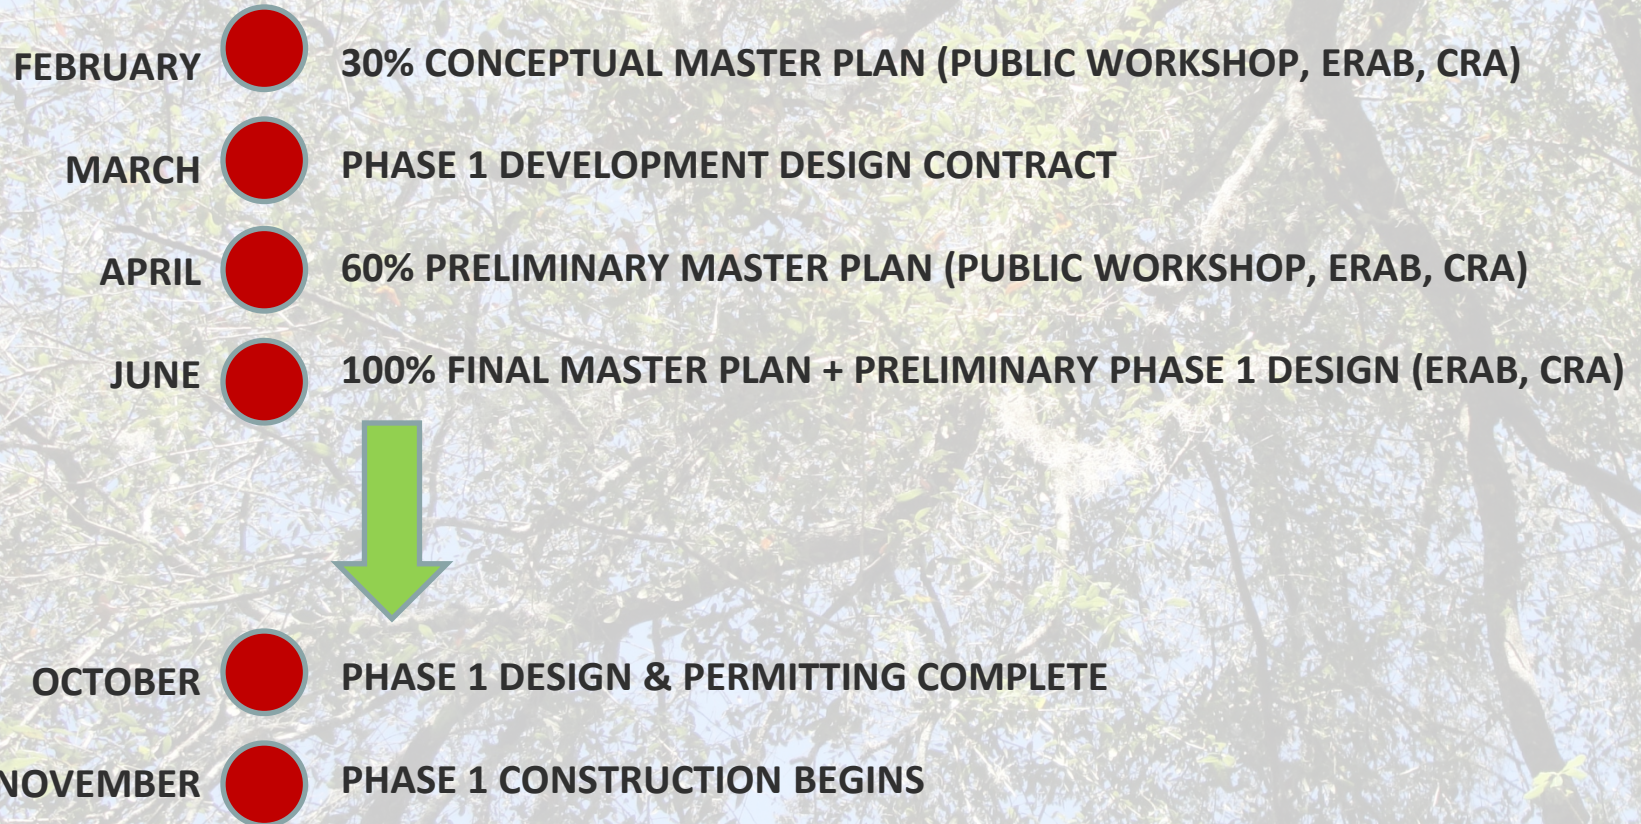 FEBRUARY 30% CONCEPTUAL MASTER PLAN (PUBLIC WORKSHOP, ERAB, CRA)
MARCH PHASE 1 DEVELOPMENT DESIGN CONTRACT
APRIL 60% PRELIMINARY MASTER PLAN (PUBLIC WORKSHOP, ERAB, CRA)
JUNE 100% FINAL MASTER PLAN + PRELIMINARY PHASE 1 DESIGN (ERAB, CRA)
OCTOBER PHASE 1 DESIGN & PERMITTING COMPLETE
NOVEMBER PHASE 1 CONSTRUCTION BEGINS